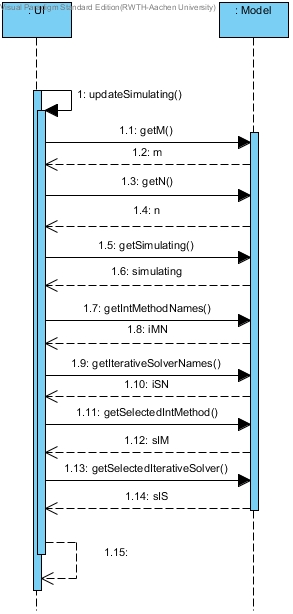 Visual Paradigm Standard Edition(RWTH-Aachen University)
: UI
: Model
1: updateSimulating()
1.1: getM()
1.2: m
1.3: getN()
1.4: n
1.5: getSimulating()
1.6: simulating
1.7: getIntMethodNames()
1.8: iMN
1.9: getIterativeSolverNames()
1.10: iSN
1.11: getSelectedIntMethod()
1.12: sIM
1.13: getSelectedIterativeSolver()
1.14: sIS
1.15: